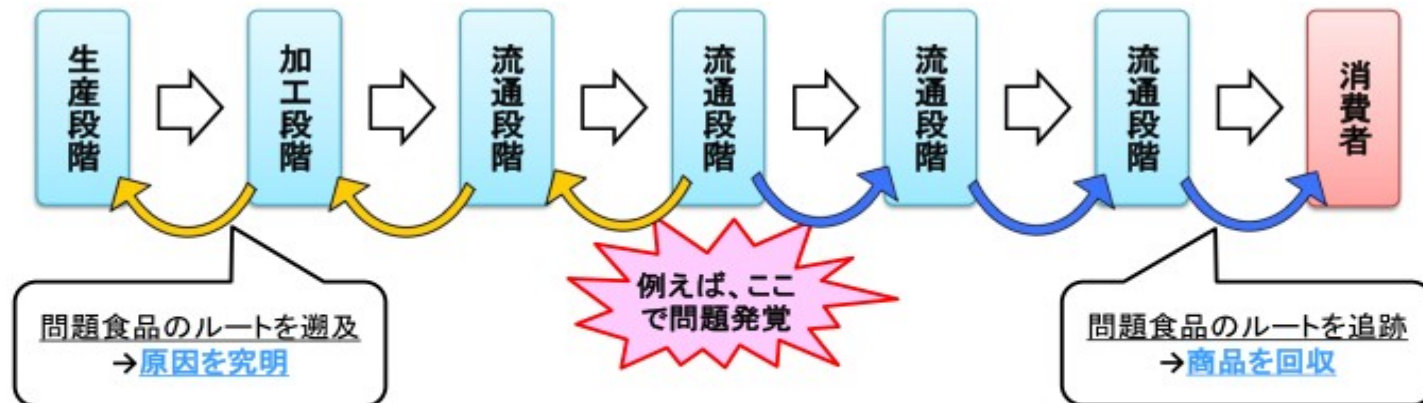 生産段階
加工段階
流通段階
流通段階
流通段階
流通段階
消費者
例えば、ここ
で問題発覚
問題食品のルートを遡及
→原因を究明
問題食品のルートを追跡
→商品を回収